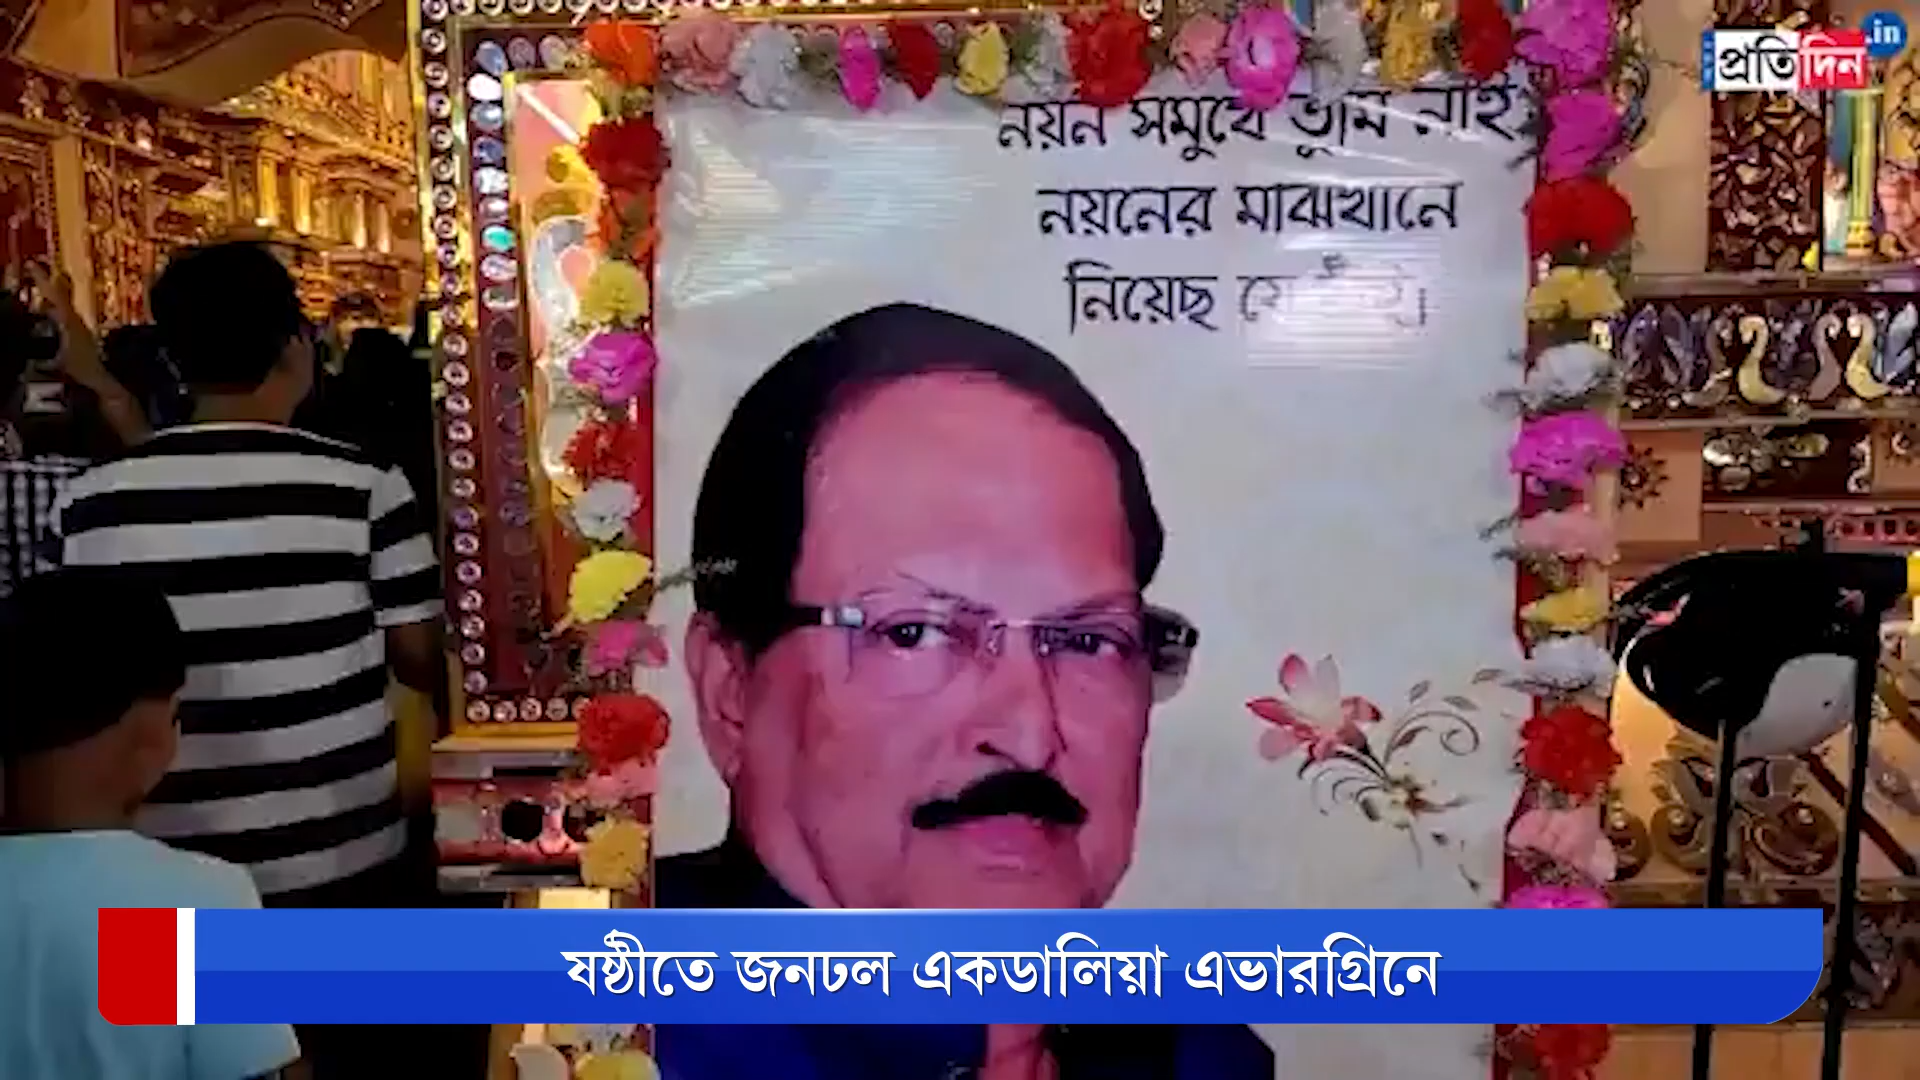 প্রতিদিন.in
নয়ন সমুখে তুমি নাই
নয়নের মাঝখানে
নিয়েছ
ষষ্ঠীতে জনঢল একডালিয়া এভারগ্রিনে